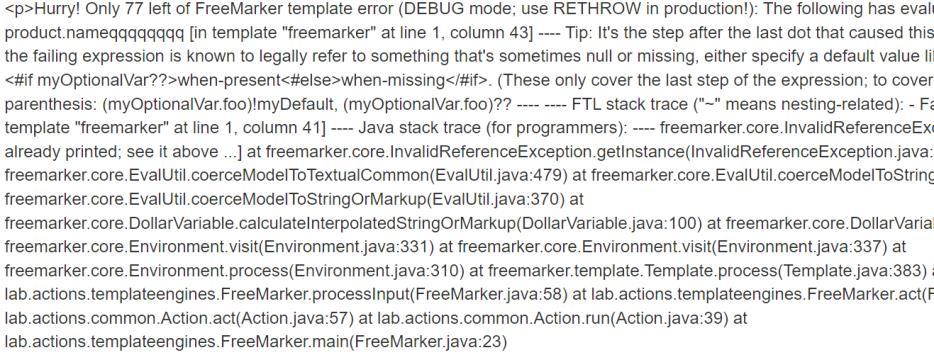 <p>Hurry! Only 77 left of FreeMarker template error (DEBUG mode; use RETHROW in production!): The following has eval
product.nameqqqqqqqq [in template "freemarker" at line 1, column 43] ---- Tip: It's the step after the last dot that caused this
the failing expression is known to legally refer to something that's sometimes null or missing, either specify a default value li
<#if myOptionalVar??>when-present<#else>when-missing</#if>. (These only cover the last step of the expression; to cover
parenthesis: (myOptionalVar.foo)!myDefault, (myOptionalVar.foo)?? ---- ---- FTL stack trace ("~" means nesting-related): - Fa
template "freemarker" at line 1, column 41] ---- Java stack trace (for programmers): ---- freemarker.core.InvalidReferenceExc
already printed; see it above ...] at freemarker.core.InvalidReferenceException.getInstance(InvalidReferenceException.java:
freemarker.core.EvalUtil.coerceModelToTextualCommon(EvalUtil.java:479) at freemarker.core.EvalUtil.coerceModelToString
freemarker.core.EvalUtil.coerceModelToStringOrMarkup(EvalUtil.java:370) at
freemarker.core.DollarVariable.calculateInterpolatedStringOrMarkup(DollarVariable.java:100) at freemarker.core.DollarVarial
freemarker.core.Environment.visit(Environment.java:331) at freemarker.core.Environment.visit(Environment.java:337) at
freemarker.core.Environment.process(Environment.java:310) at freemarker.template.Template.process(Template.java:383) a
lab.actions.templateengines.FreeMarker.processInput(FreeMarker.java:58) at lab.actions.templateengines.FreeMarker.act(F
lab.actions.common.Action.act(Action.java:57) at lab.actions.common.Action.run(Action.java:39) at
lab.actions.templateengines.FreeMarker.main(FreeMarker.java:23)